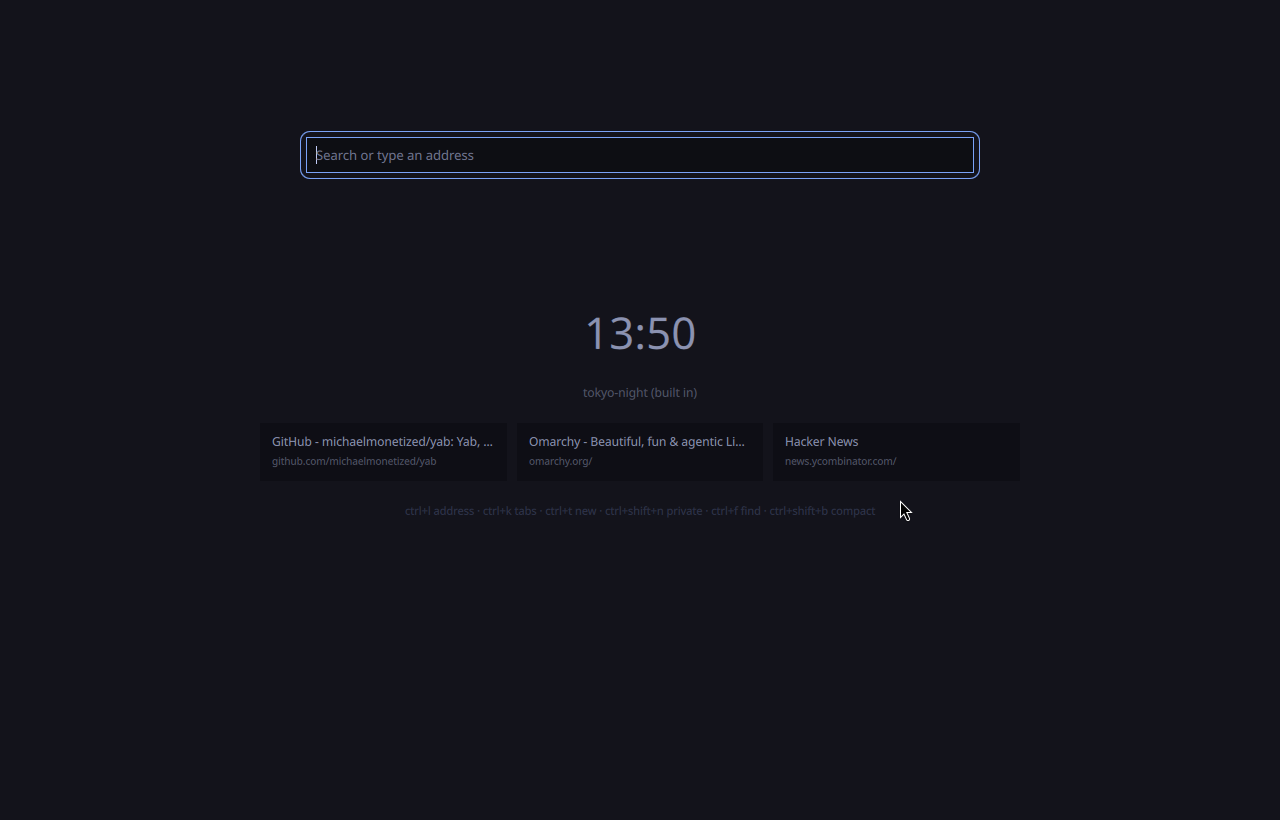 Search or type an address
13:50
tokyo-night (built in)
GitHub - michaelmonetized/yab: Yab, ...
github.com/michaelmonetized/yab
Omarchy - Beautiful, fun & agentic Li...
omarchy.org/
Hacker News
news.ycombinator.com/
ctrl+l address · ctrl+k tabs · ctrl+t new · ctrl+shift+n private · ctrl+f find · ctrl+shift+b compact